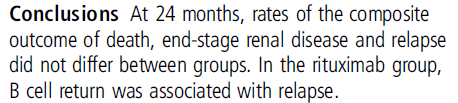 Conclusions At 24 months, rates of the composite
outcome of death, end-stage renal disease and relapse
did not differ between groups. In the rituximab group,
B cell return was associated with relapse.